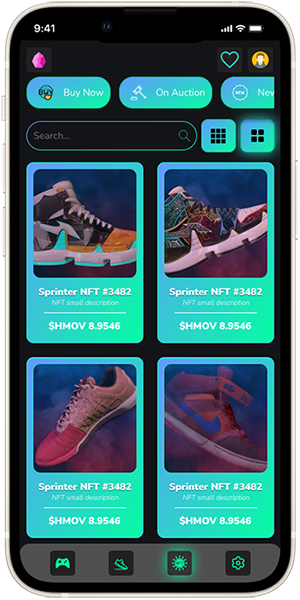 9:41
Buy Now
On Auction
New
Search...
Sprinter NFT #3482
NFT small description
$HMOV 8.9546
Sprinter NFT #3482
NFT small description
$HMOV 8.9546
Sprinter NFT #3482
NFT small description
$HMOV 8.9546
Sprinter NFT #3482
NFT small description
$HMOV 8.9546